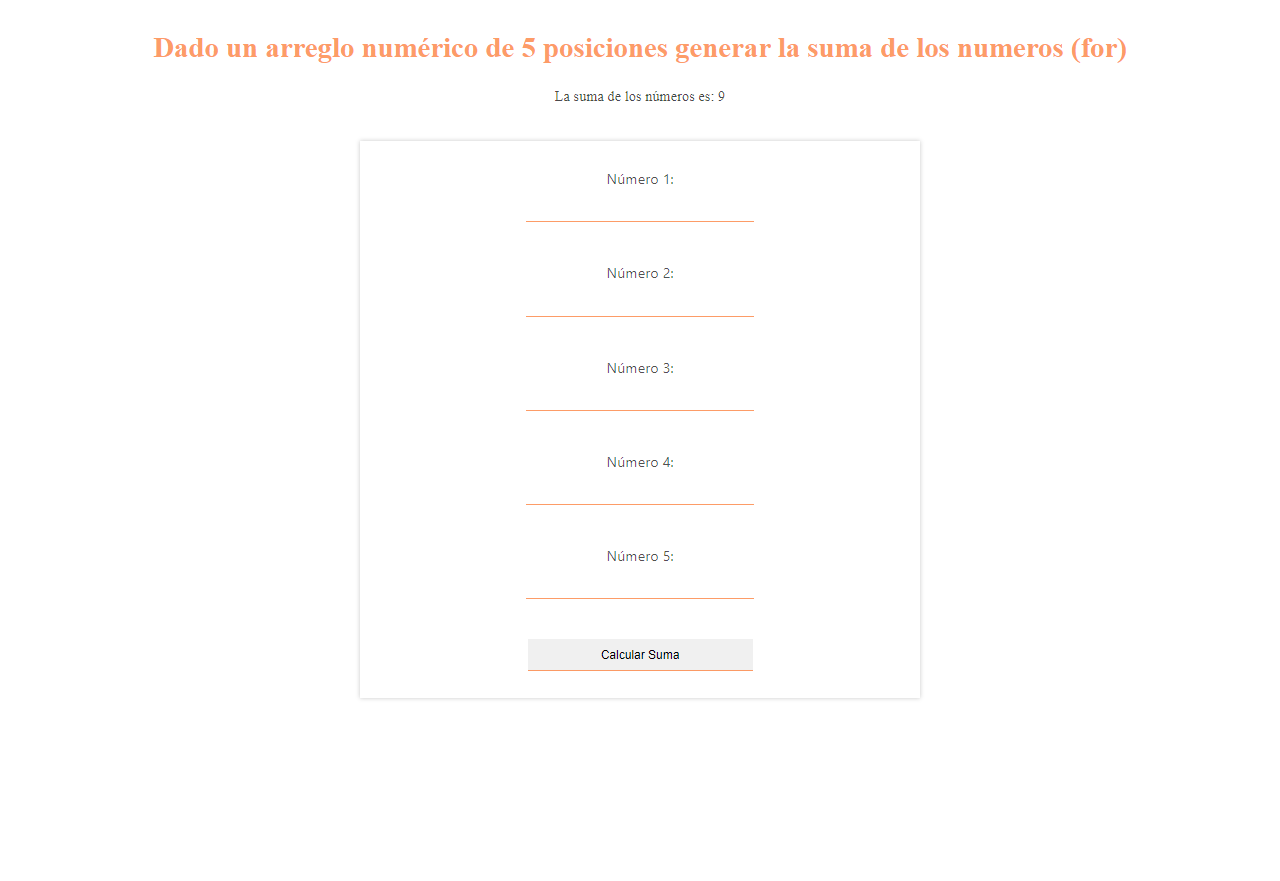 Dado un arreglo numérico de 5 posiciones generar la suma de los numeros (for)
La suma de los números es: 9
Número 1:
Número 2:
Número 3:
Número 4:
Número 5:
Calcular Suma